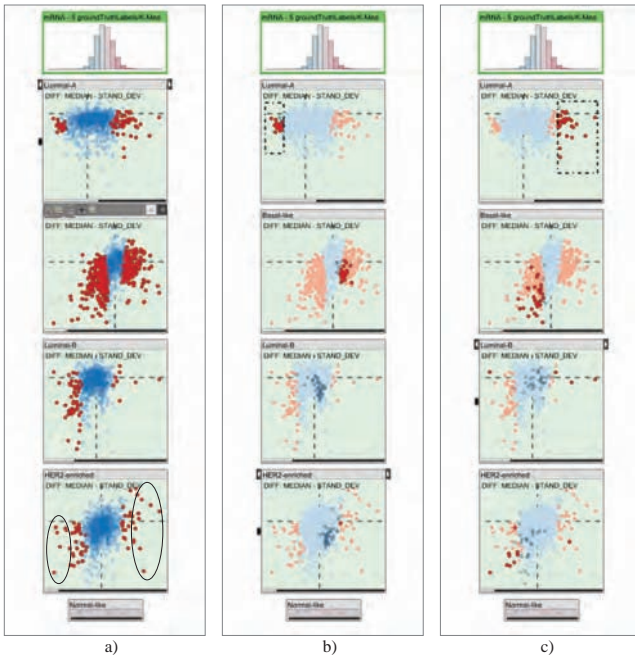 mRNA - 5 groundTruthLabels/K-Mea
Luminal-A
DIFF: MEDIAN - STAND_DEV
DIFF: MEDIAN - STAND_DEV
Luminal-B
DIFF: MEDIAN - STAND_DEV
HER2-enriched
DIFF: MEDIAN - STAND_DEV
Normal-like
a)
mRNA - 5 groundTruthLabels/K-Mea
Luminal-A
DIFF: MEDIAN - STAND_DEV
Basal-like
DIFF: MEDIAN - STAND_DEV
Luminal-B
DIFF: MEDIAN - STAND_DEV
HER2-enriched
DIFF: MEDIAN - STAND_DEV
Normal-like
b)
mRNA - 5 groundTruthLabels/K-Mea
Luminal-A
DIFF: MEDIAN - STAND_DEV
Basal-like
DIFF: MEDIAN - STAND_DEV
Luminal-B
DIFF: MEDIAN - STAND_DEV
HER2-enriched
DIFF: MEDIAN - STAND_DEV
Normal-like
c)